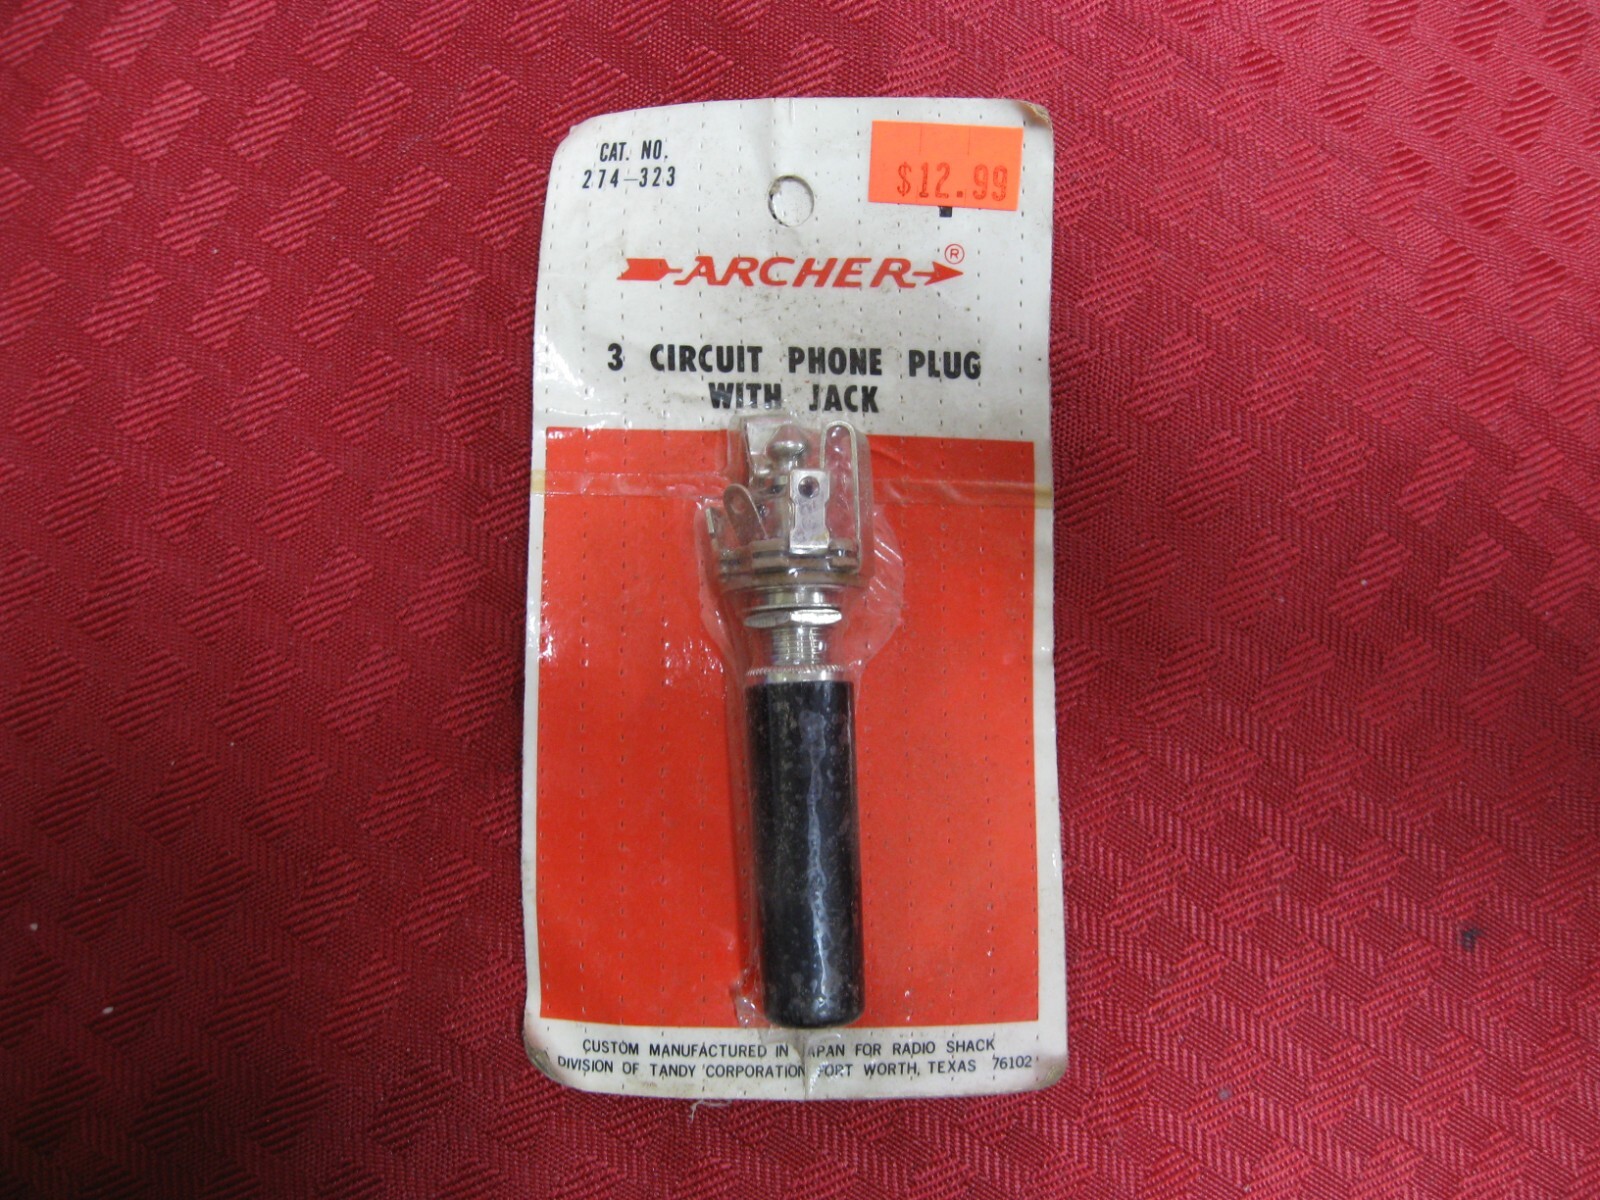 CAT. NO.
274-323
$12.99
ARCHER®
3 CIRCUIT PHONE PLUG
WITH JACK
CUSTOM MANUFACTURED IN JAPAN FOR RADIO SHACK
DIVISION OF TANDY CORPORATION FORT WORTH, TEXAS 76102